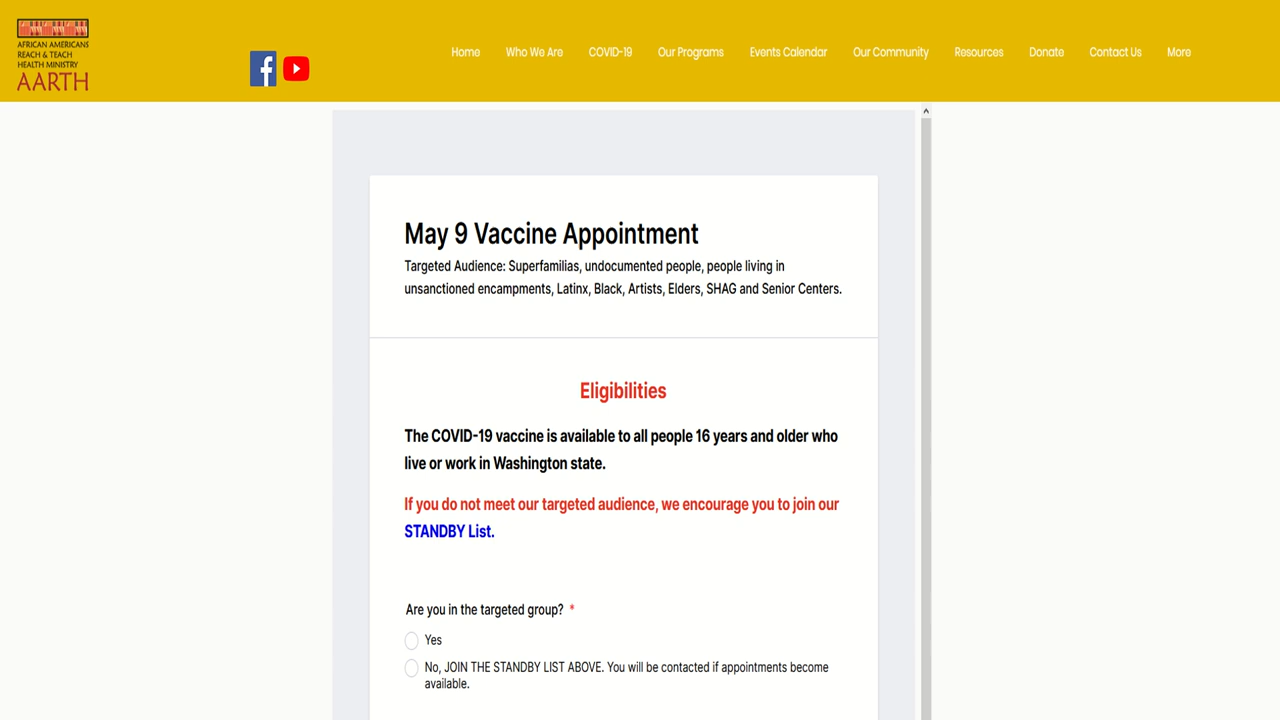 AFRICAN AMERICANS
REACH & TEACH
HEALTH MINISTRY
AARTH
Home Who We Are COVID-19 Our Programs Events Calendar Our Community Resources Donate Contact Us More
May 9 Vaccine Appointment
Targeted Audience: Superfamilias, undocumented people, people living in
unsanctioned encampments, Latinx, Black, Artists, Elders, SHAG and Senior Centers.
Eligibilities
The COVID-19 vaccine is available to all people 16 years and older who
live or work in Washington state.
If you do not meet our targeted audience, we encourage you to join our
STANDBY List.
Are you in the targeted group? *
Yes
No, JOIN THE STANDBY LIST ABOVE. You will be contacted if appointments become
available.